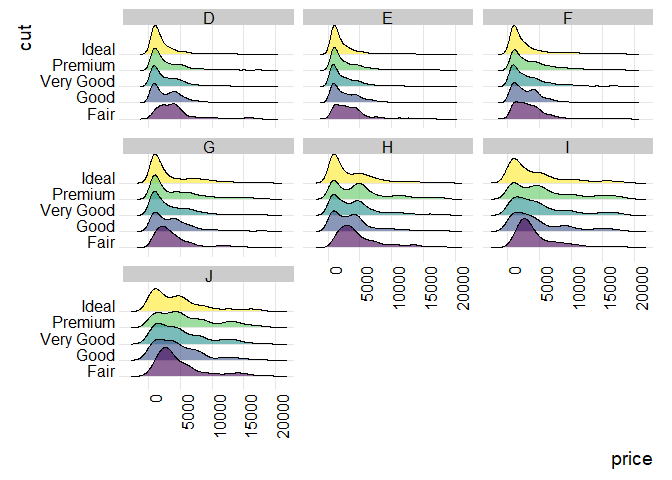 cut
D E F
Ideal
Premium
Very Good
Good
Fair
G H I
Ideal
Premium
Very Good
Good
Fair
0 5000 10000 15000 20000 0 5000 10000 15000 20000
J
Ideal
Premium
Very Good
Good
Fair
0 5000 10000 15000 20000
price